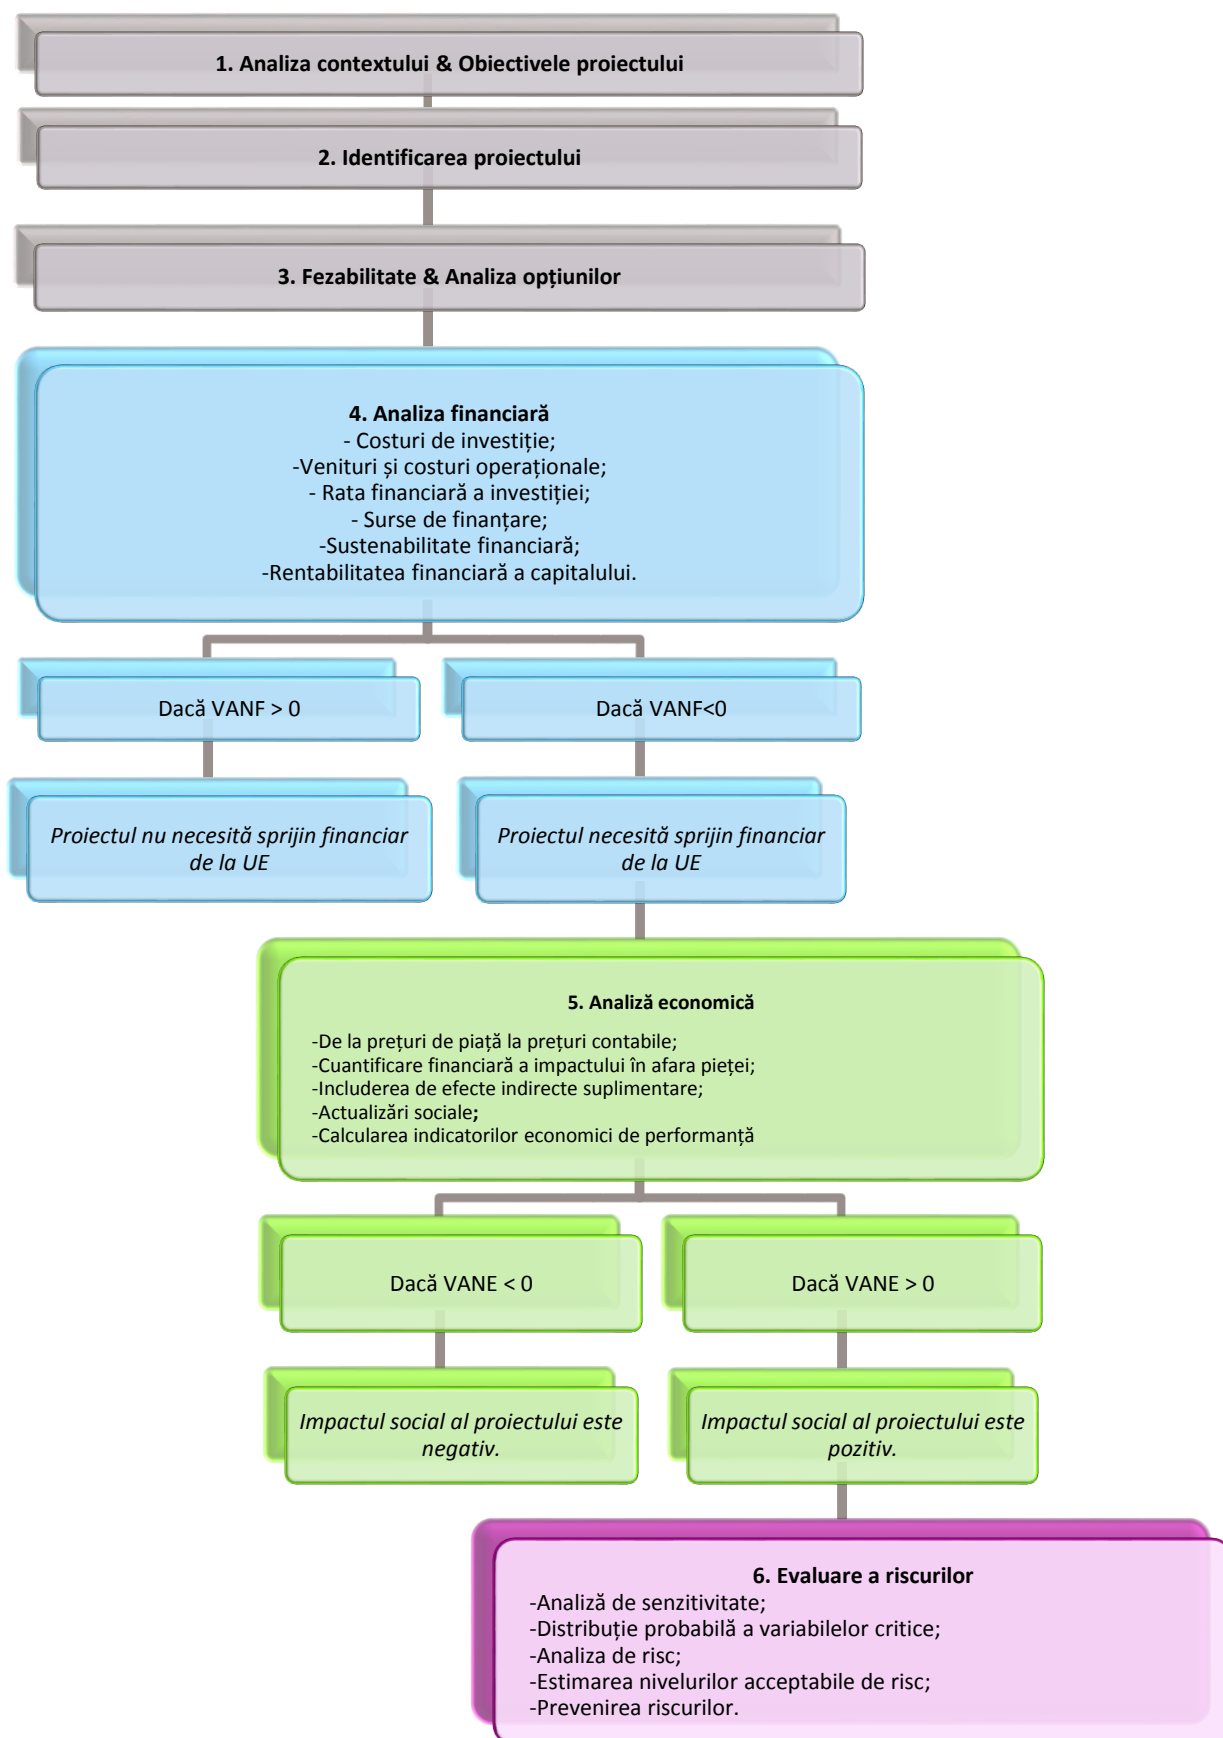 1. Analiza contextului & Obiectivele proiectului
2. Identificarea proiectului
3. Fezabilitate & Analiza opțiunilor
4. Analiza financiară
- Costuri de investiție;
-Venituri și costuri operaționale;
- Rata financiară a investiției;
- Surse de finanțare;
-Sustenabilitate financiară;
-Rentabilitatea financiară a capitalului.
Dacă VANF > 0
Dacă VANF<0
Proiectul nu necesită sprijin financiar
de la UE
Proiectul necesită sprijin financiar
de la UE
5. Analiză economică
-De la prețuri de piață la prețuri contabile;
-Cuantificare financiară a impactului în afara pieței;
-Includerea de efecte indirecte suplimentare;
-Actualizări sociale;
-Calcularea indicatorilor economici de performanță
Dacă VANE < 0
Dacă VANE > 0
Impactul social al proiectului este
negativ.
Impactul social al proiectului este
pozitiv.
6. Evaluare a riscurilor
-Analiză de senzitivitate;
-Distribuție probabilă a variabilelor critice;
-Analiza de risc;
-Estimarea nivelurilor acceptabile de risc;
-Prevenirea riscurilor.